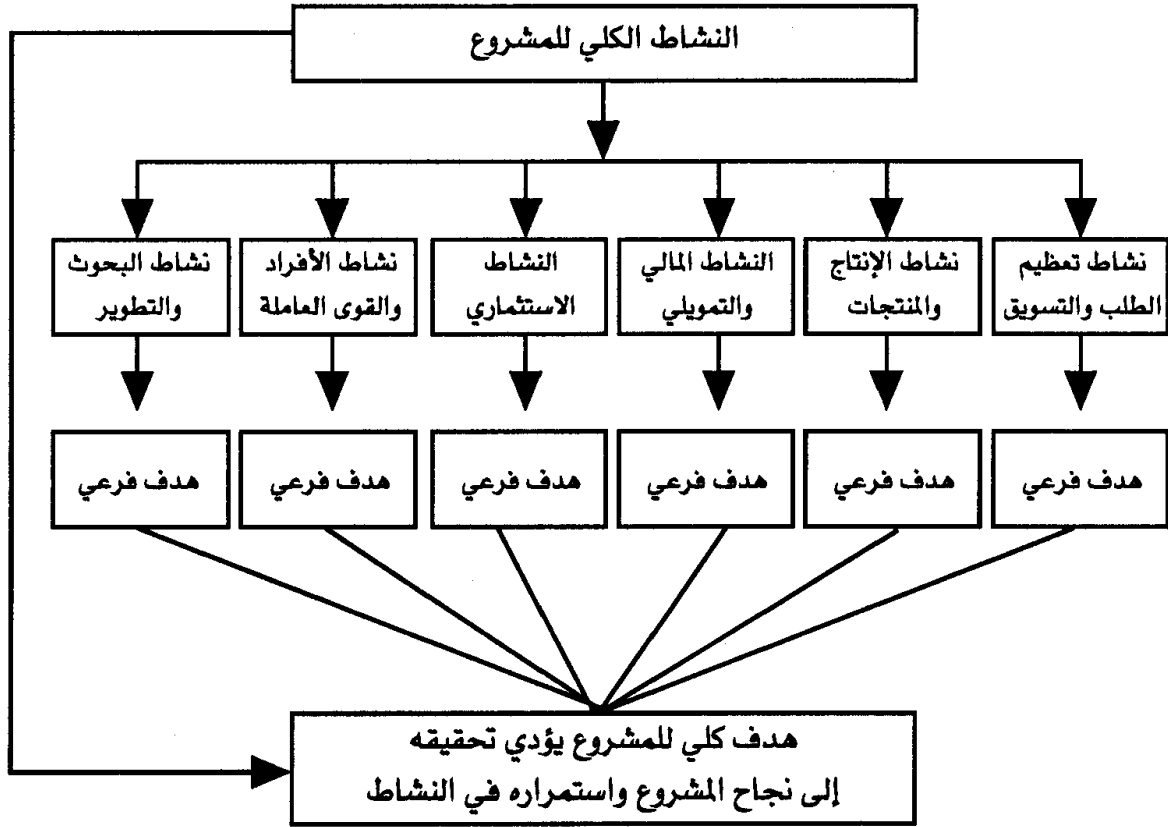 النشاط الكلي للمشروع
نشاط تعظيم
الطلب والتسويق
نشاط الإنتاج
والمنتجات
النشاط المالي
والتمويلي
النشاط
الاستثماري
نشاط الأفراد
والقوى العاملة
نشاط البحوث
والتطوير
هدف فرعي
هدف فرعي
هدف فرعي
هدف فرعي
هدف فرعي
هدف فرعي
هدف كلي للمشروع يؤدي تحقيقه
إلى نجاح المشروع واستمراره في النشاط